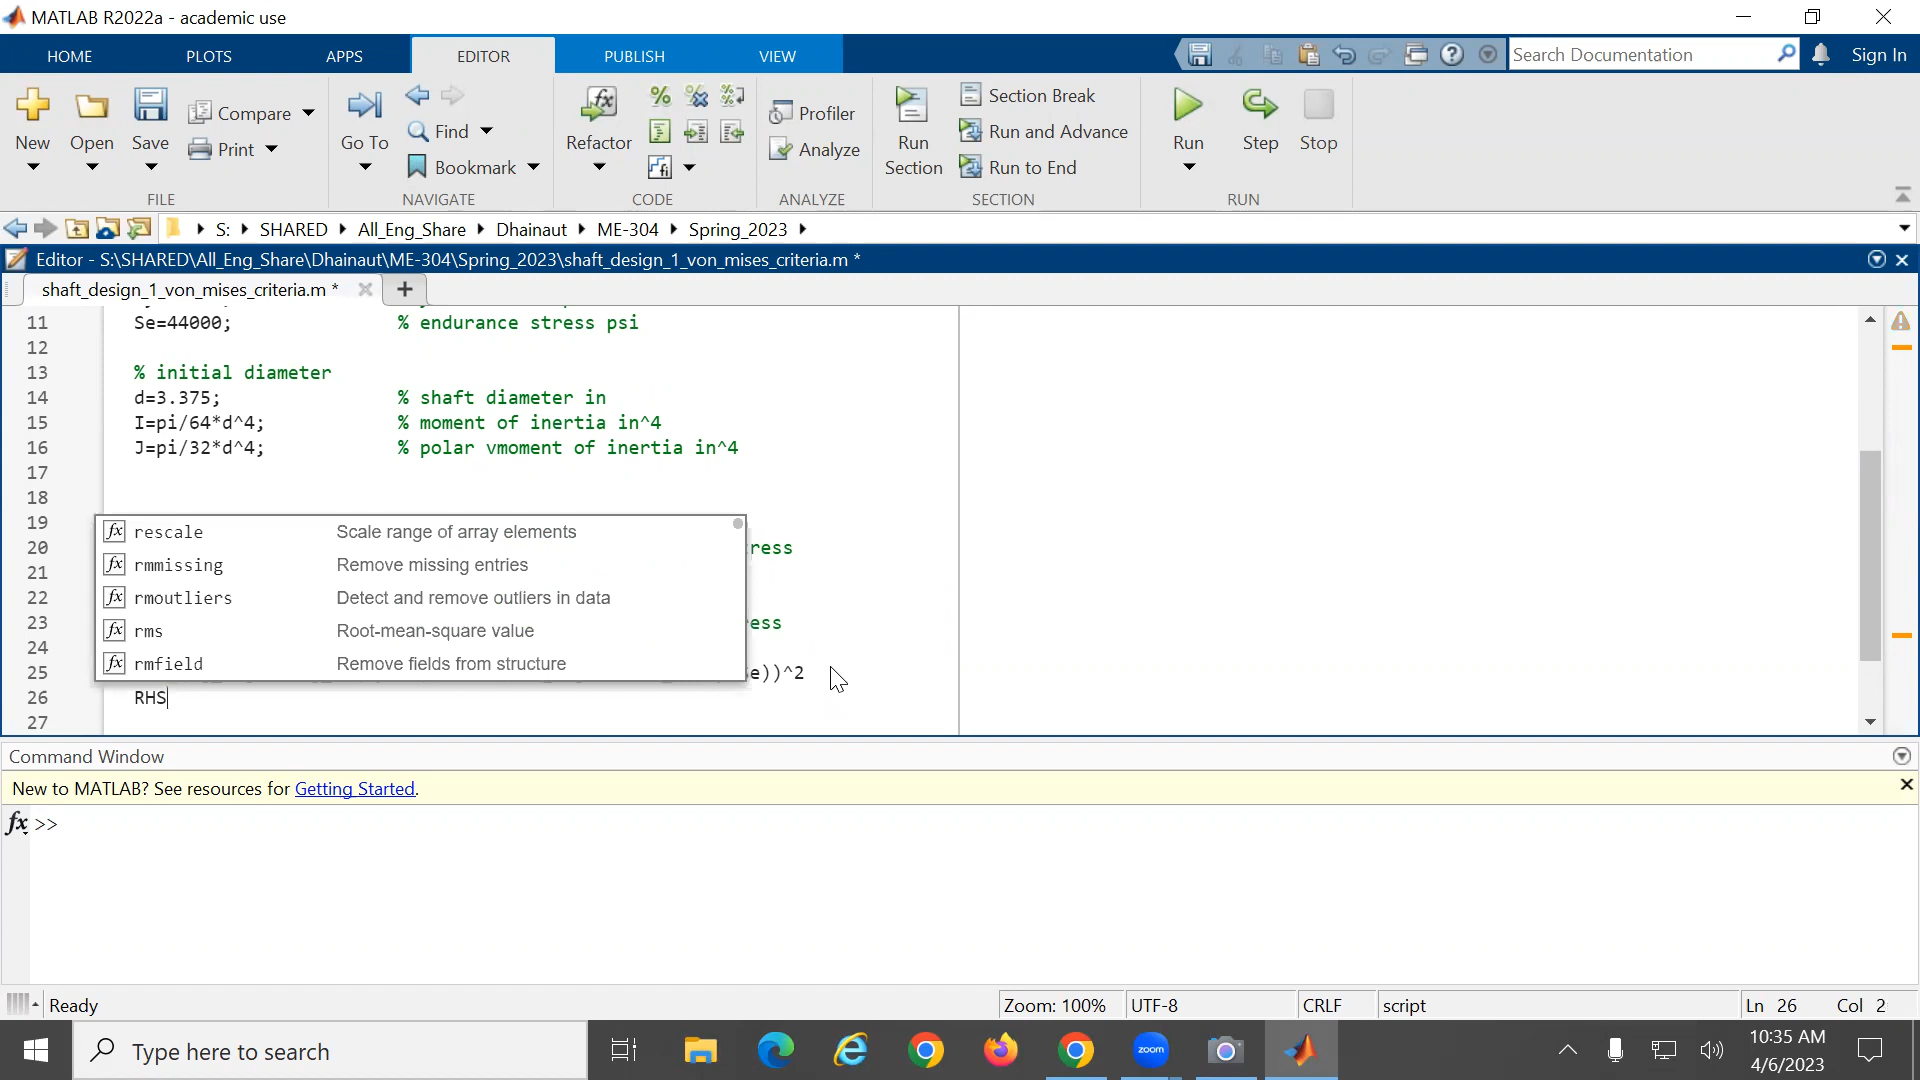 MATLAB R2022a - academic use
HOME PLOTS APPS EDITOR PUBLISH VIEW Search Documentation Sign In
New Open Save Compare Print Go To Find Bookmark Refactor Profiler Analyze Run Section Section Break Run and Advance Run to End Run Step Stop
FILE NAVIGATE CODE ANALYZE SECTION RUN
S: SHARED All_Eng_Share Dhainaut ME-304 Spring_2023
Editor - S:\SHARED\All_Eng_Share\Dhainaut\ME-304\Spring_2023\shaft_design_1_von_mises_criteria.m *
shaft_design_1_von_mises_criteria.m * +
11 Se=44000; % endurance stress psi
12
13 % initial diameter
14 d=3.375; % shaft diameter in
15 I=pi/64*d^4; % moment of inertia in^4
16 J=pi/32*d^4; % polar vmoment of inertia in^4
17
18
19 fx rescale Scale range of array elements
20 ress
21 fx rmmissing Remove missing entries
22 fx rmoutliers Detect and remove outliers in data
23 fx rms Root-mean-square value ess
24 fx rmfield Remove fields from structure
25 e))^2
26 RHS
27
Command Window
New to MATLAB? See resources for Getting Started.
fx >>
Ready Zoom: 100% UTF-8 CRLF script Ln 26 Col 2
Type here to search zoom 10:35 AM
4/6/2023